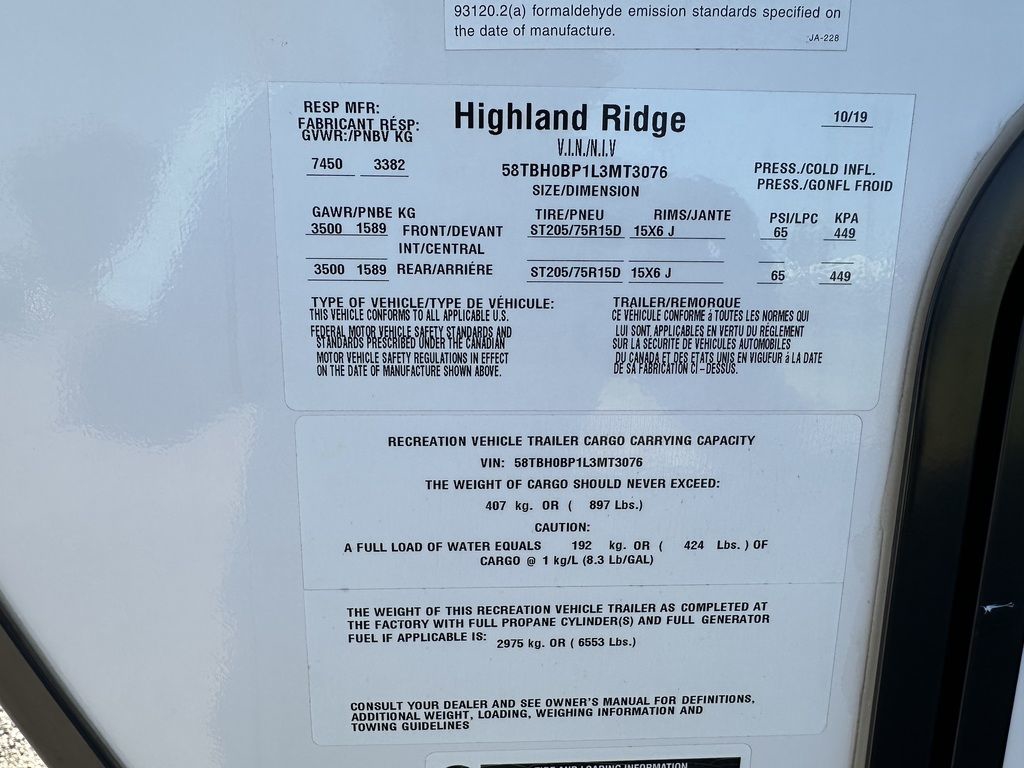 93120.2(a) formaldehyde emission standards specified on
the date of manufacture.
JA-228
RESP MFR:
FABRICANT RÉSP:
Highland Ridge
10/19
GVWR:/PNBV KG
V.I.N./N.I.V
7450 3382
58TBH0BP1L3MT3076
PRESS./COLD INFL.
SIZE/DIMENSION
PRESS./GONFL FROID
GAWR/PNBE KG TIRE/PNEU RIMS/JANTE PSI/LPC KPA
3500 1589 FRONT/DEVANT ST205/75R15D 15X6 J 65 449
INT/CENTRAL
3500 1589 REAR/ARRIÉRE ST205/75R15D 15X6 J 65 449
TYPE OF VEHICLE/TYPE DE VÉHICULE: TRAILER/REMORQUE
THIS VEHICLE CONFORMS TO ALL APPLICABLE U.S.
FEDERAL MOTOR VEHICLE SAFETY STANDARDS AND
STANDARDS PRESCRIBED UNDER THE CANADIAN
MOTOR VEHICLE SAFETY REGULATIONS IN EFFECT
ON THE DATE OF MANUFACTURE SHOWN ABOVE.
CE VEHICULE CONFORME á TOUTES LES NORMES QUI
LUI SONT APPLICABLES EN VERTU DU RÉGLEMENT
SUR LA SECURITE DE VÉHICULES AUTOMOBILES
DU CANADA ET DES ETATS UNIS EN VIGUFUR á LA DATE
DE SA FABRICATION CI-DESSUS.
RECREATION VEHICLE TRAILER CARGO CARRYING CAPACITY
VIN: 58TBH0BP1L3MT3076
THE WEIGHT OF CARGO SHOULD NEVER EXCEED:
407 kg. OR ( 897 Lbs.)
CAUTION:
A FULL LOAD OF WATER EQUALS 192 kg. OR ( 424 Lbs. ) OF
CARGO @ 1 kg/L (8.3 Lb/GAL)
THE WEIGHT OF THIS RECREATION VEHICLE TRAILER AS COMPLETED AT
THE FACTORY WITH FULL PROPANE CYLINDER(S) AND FULL GENERATOR
FUEL IF APPLICABLE IS: 2975 kg. OR ( 6553 Lbs.)
CONSULT YOUR DEALER AND SEE OWNER'S MANUAL FOR DEFINITIONS,
ADDITIONAL WEIGHT, LOADING, WEIGHING INFORMATION AND
TOWING GUIDELINES
TIRE AND LOADING INFORMATION